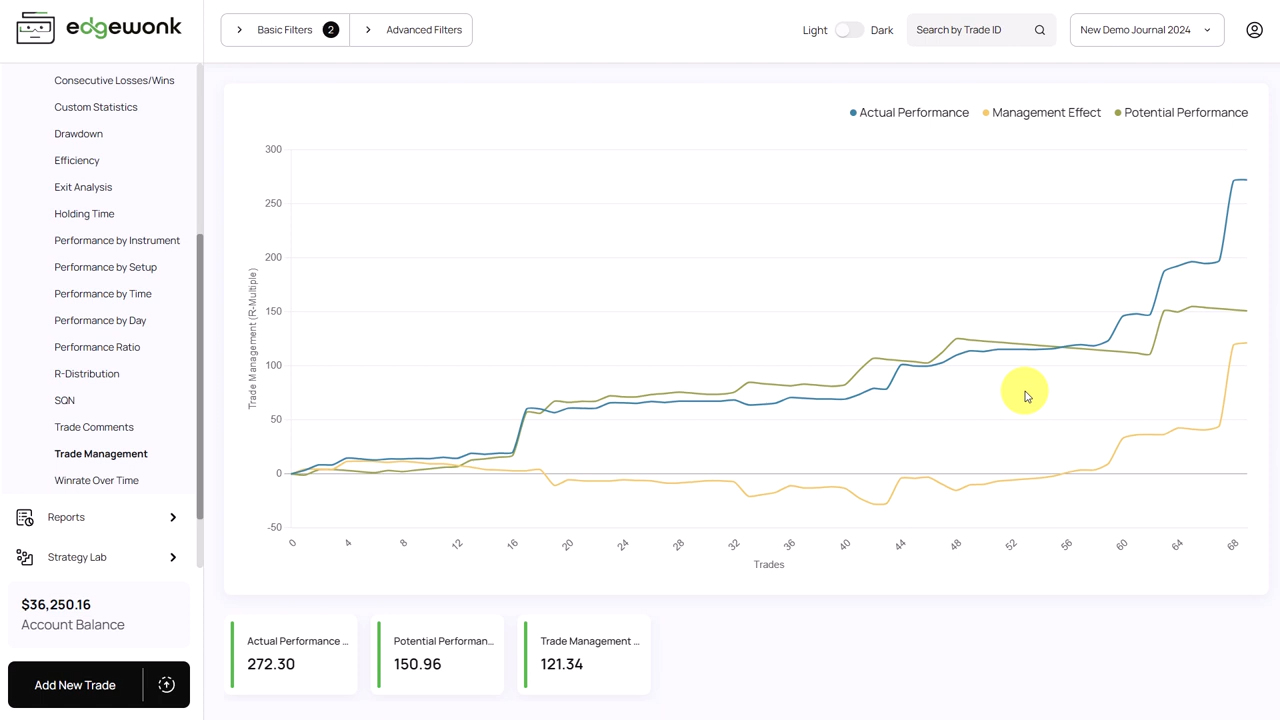 edgewonk
Basic Filters 2
Advanced Filters
Light
Dark
Search by Trade ID
New Demo Journal 2024
Consecutive Losses/Wins
Custom Statistics
Drawdown
Efficiency
Exit Analysis
Holding Time
Performance by Instrument
Performance by Setup
Performance by Time
Performance by Day
Performance Ratio
R-Distribution
SQN
Trade Comments
Trade Management
Winrate Over Time
Reports
Strategy Lab
$36,250.16
Account Balance
Add New Trade
Actual Performance
Management Effect
Potential Performance
Trade Management (R-Multiple)
300
250
200
150
100
50
0
-50
0 4 8 12 16 20 24 28 32 36 40 44 48 52 56 60 64 68
Trades
Actual Performance ...
272.30
Potential Performan...
150.96
Trade Management ...
121.34